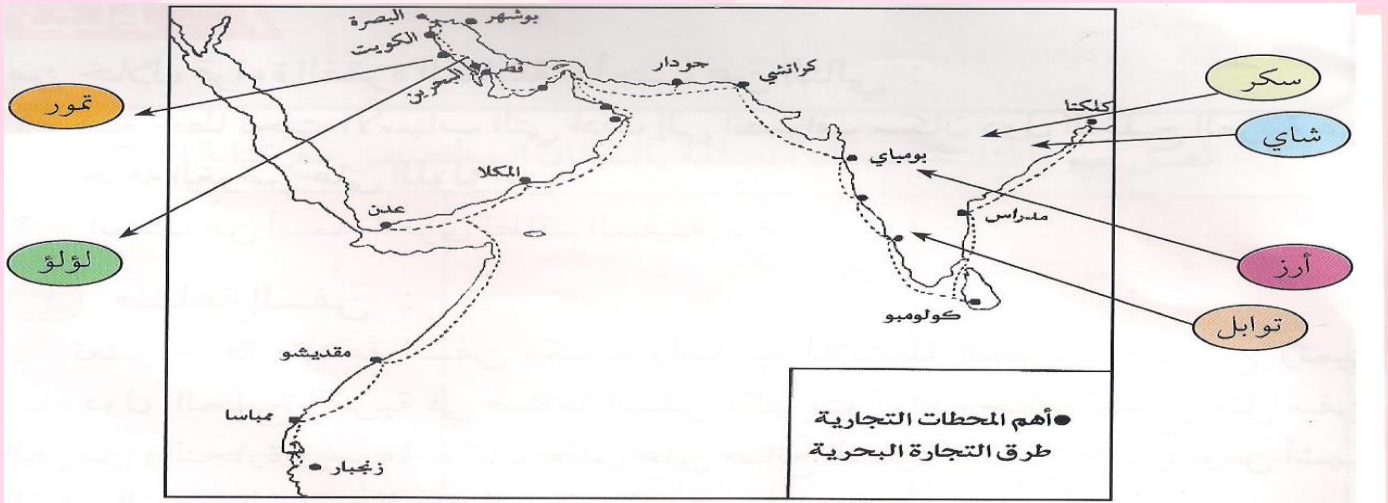 البصرة
بوشهر
الكويت
قطر
البحرين
جودار
كراتشي
كلكتا
بومباي
مدراس
كولومبو
المكلا
عدن
مقديشو
ممباسا
زنجبار
تمور
لؤلؤ
سكر
شاي
أرز
توابل
أهم المحطات التجارية
طرق التجارة البحرية